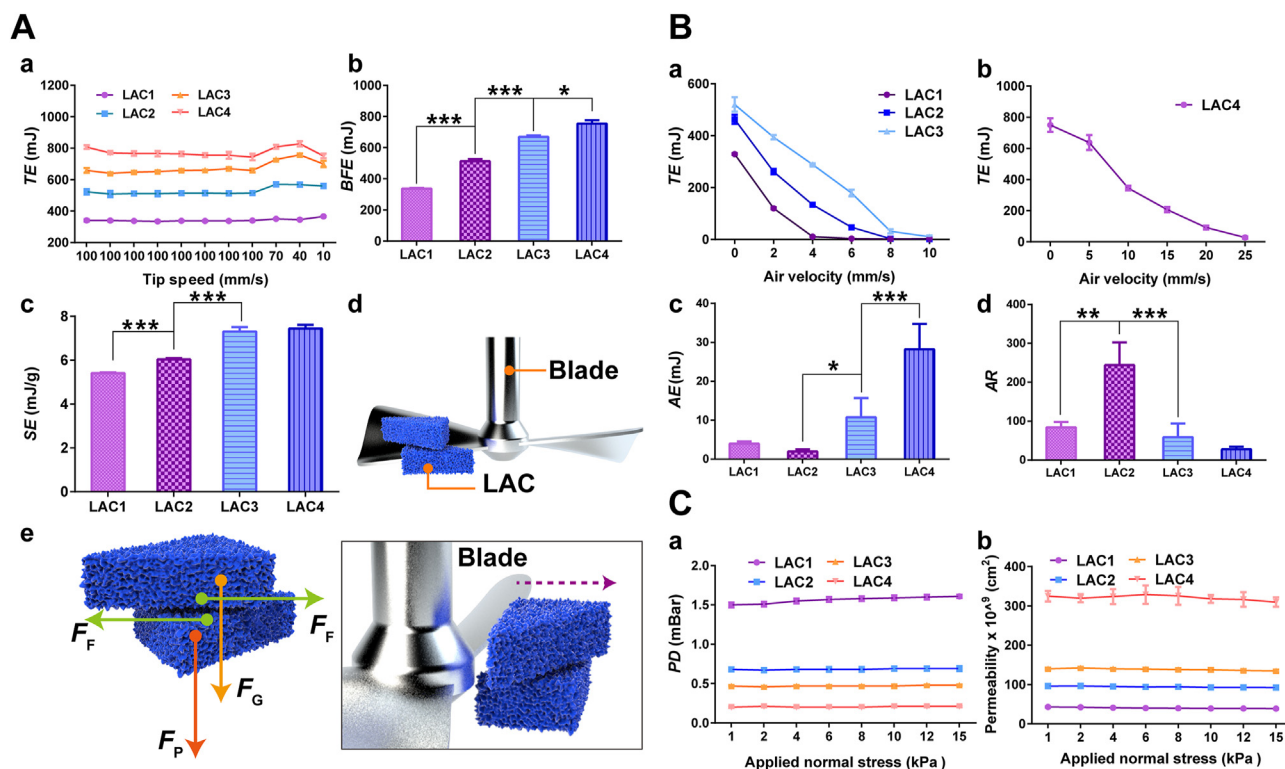 A
B
a
TE (mJ)
1200
1000
800
600
400
200
LAC1
LAC2
LAC3
LAC4
100 100 100 100 100 100 100 100 70 40 10
Tip speed (mm/s)
b
BFE (mJ)
1000
800
600
400
200
0
***
***
*
LAC1 LAC2 LAC3 LAC4
a
TE (mJ)
600
400
200
0
LAC1
LAC2
LAC3
0 2 4 6 8 10
Air velocity (mm/s)
b
TE (mJ)
1000
800
600
400
200
0
LAC4
0 5 10 15 20 25
Air velocity (mm/s)
c
SE (mJ/g)
8
6
4
2
0
***
***
LAC1 LAC2 LAC3 LAC4
d
Blade
LAC
c
AE(mJ)
40
30
20
10
0
*
***
LAC1 LAC2 LAC3 LAC4
d
AR
400
300
200
100
0
**
***
LAC1 LAC2 LAC3 LAC4
e
F_F
F_F
F_G
F_P
Blade
C
a
PD (mBar)
2.0
1.5
1.0
0.5
0.0
LAC1
LAC2
LAC3
LAC4
1 2 4 6 8 10 12 15
Applied normal stress (kPa )
b
Permeability x 10^9 (cm²)
400
300
200
100
0
LAC1
LAC2
LAC3
LAC4
1 2 4 6 8 10 12 15
Applied normal stress (kPa )